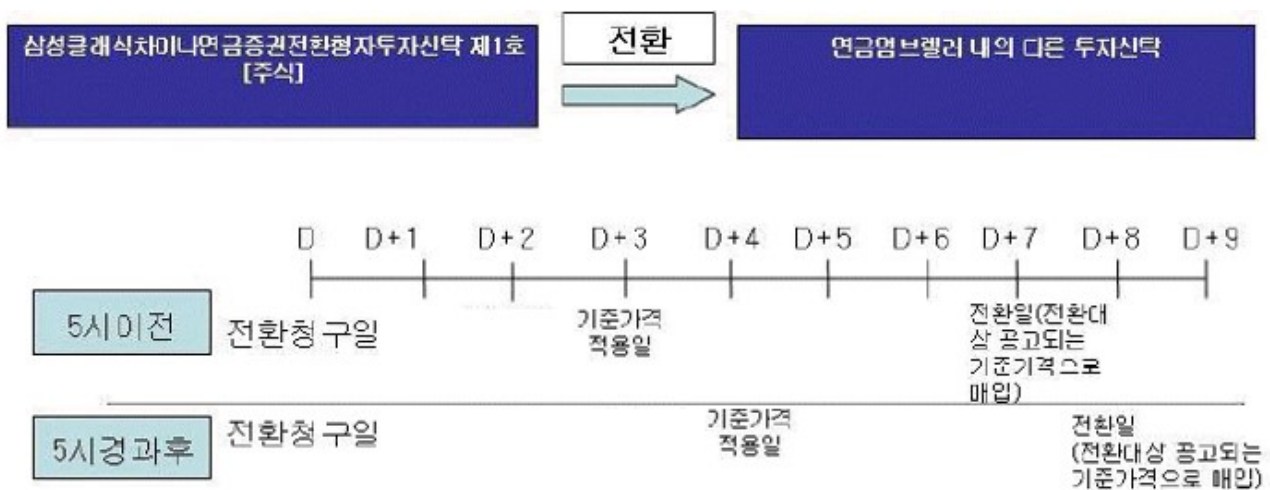 삼성클래식차이나연금증권전환형자투자신탁 제1호
[주식]
전환
연금엄브렐러 내의 다른 투자신탁
D D+1 D+2 D+3 D+4 D+5 D+6 D+7 D+8 D+9
5시이전
전환청구일
기준가격
적용일
전환일(전환대
상 공고되는
기준기격으로
매입)
5시경과후
전환청구일
기준가격
적용일
전환일
(전환대상 공고되는
기준가격으로 매입)